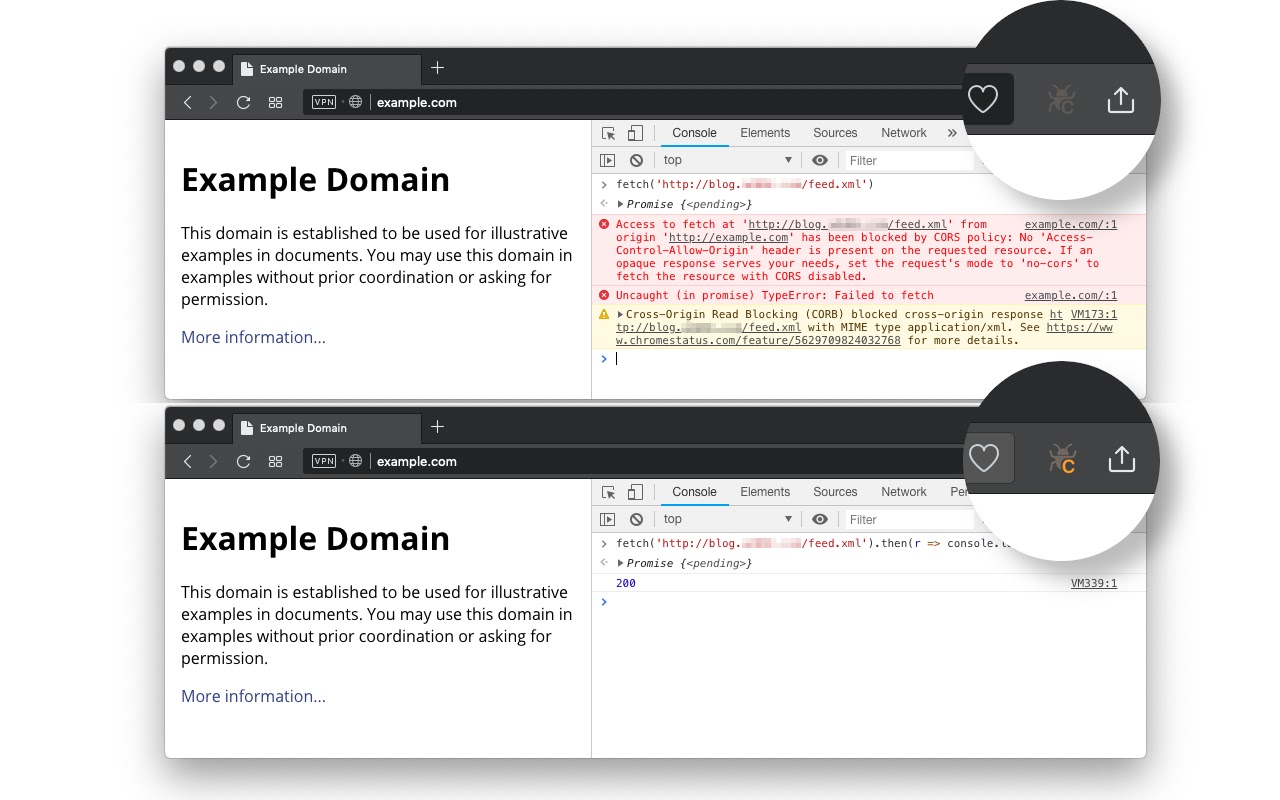 Example Domain
VPN
example.com
Example Domain
This domain is established to be used for illustrative
examples in documents. You may use this domain in
examples without prior coordination or asking for
permission.
More information...
Console Elements Sources Network »
top Filter
fetch('http://blog. /feed.xml')
Promise {<pending>}
Access to fetch at 'http://blog. /feed.xml' from example.com/:1
origin 'http://example.com' has been blocked by CORS policy: No 'Access-
Control-Allow-Origin' header is present on the requested resource. If an
opaque response serves your needs, set the request's mode to 'no-cors' to
fetch the resource with CORS disabled.
Uncaught (in promise) TypeError: Failed to fetch example.com/:1
Cross-Origin Read Blocking (CORB) blocked cross-origin response ht VM173:1
tp://blog. /feed.xml with MIME type application/xml. See https://ww
w.chromestatus.com/feature/5629709824032768 for more details.
C
Example Domain
VPN
example.com
Example Domain
This domain is established to be used for illustrative
examples in documents. You may use this domain in
examples without prior coordination or asking for
permission.
More information...
Console Elements Sources Network
top Filter
fetch('http://blog. /feed.xml').then(r => console.
Promise {<pending>}
200 VM339:1
C